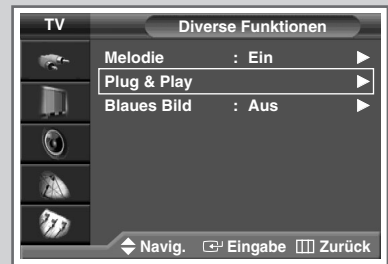 TV
Diverse Funktionen
Melodie : Ein
Plug & Play
Blaues Bild : Aus
Navig. Eingabe Zurück